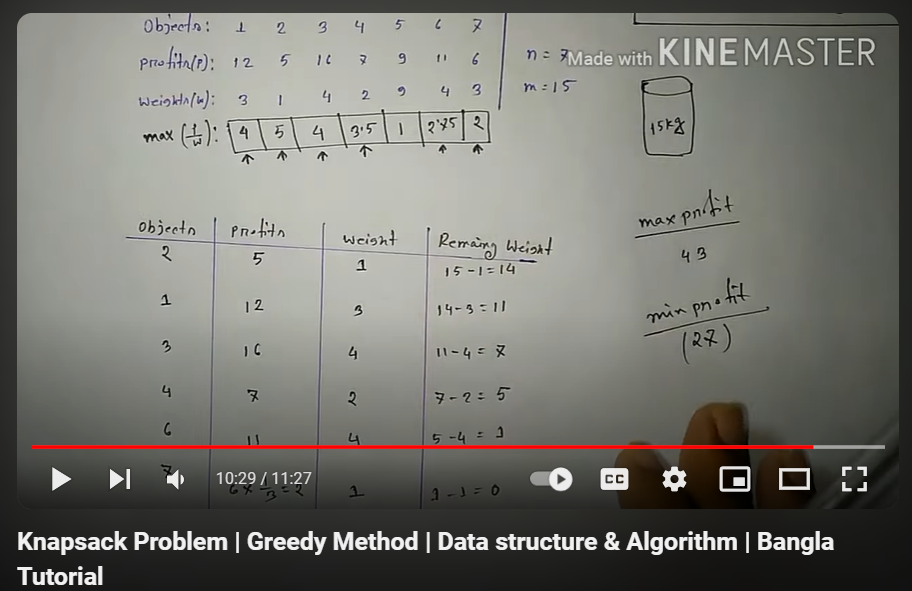 Objects: 1 2 3 4 5 6 7
profits(P): 12 5 16 7 9 11 6
n = 7
Made with KINEMASTER
weights(w): 3 1 4 2 9 4 3
m = 15
max (1/w): 4 5 4 3.5 1 2.75 2
15kg
Objects Profits Weight Remaing Weight
2 5 1 15-1=14
1 12 3 14-3=11
3 16 4 11-4=7
4 7 2 7-2=5
6 11 4 5-4=1
7 6×1/3=2 1 1-1=0
max profit
43
min profit
(27)
10:29 / 11:27
CC
Knapsack Problem | Greedy Method | Data structure & Algorithm | Bangla
Tutorial